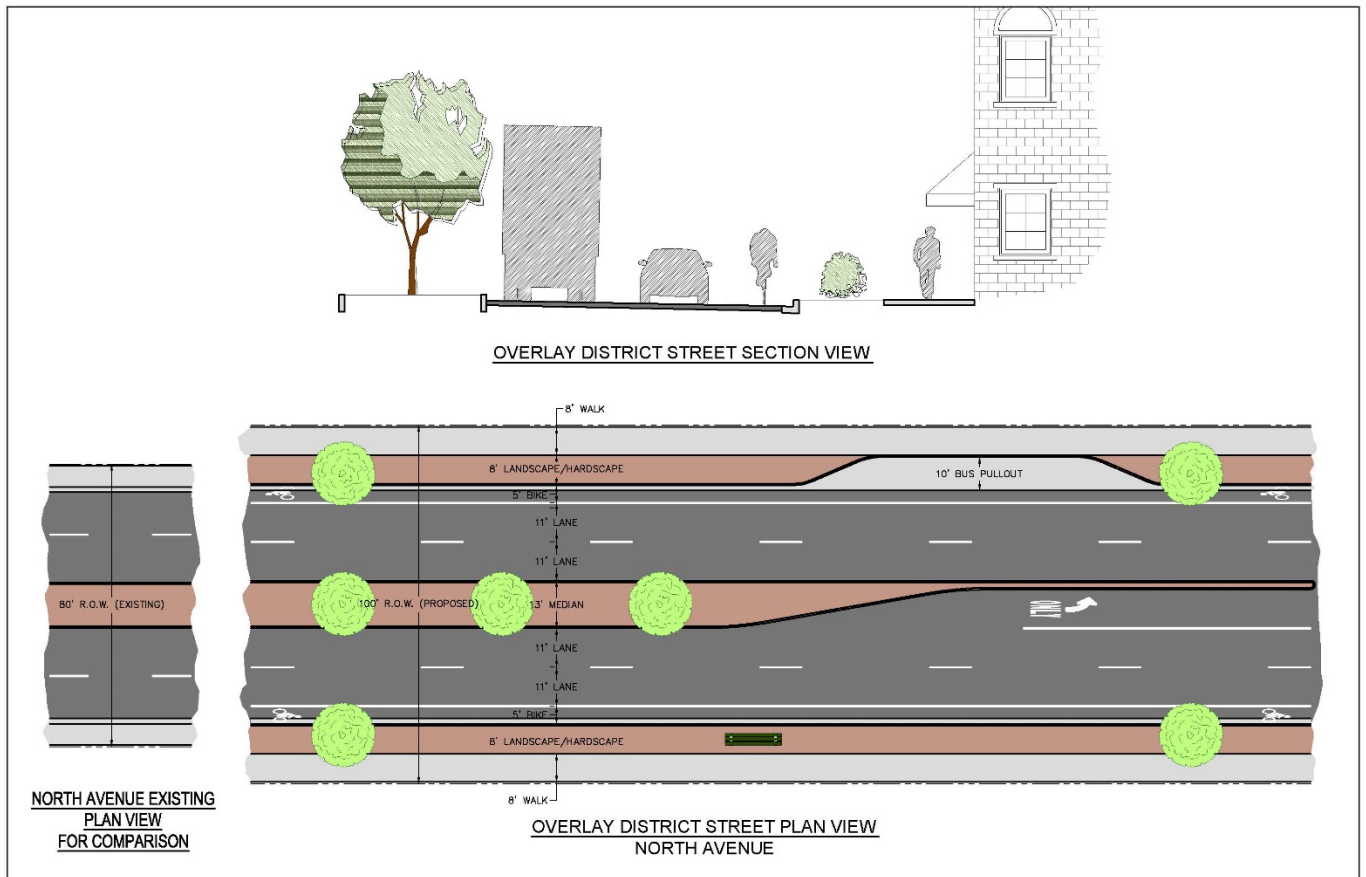 OVERLAY DISTRICT STREET SECTION VIEW
8' WALK
8' LANDSCAPE/HARDSCAPE
10' BUS PULLOUT
5' BIKE
11' LANE
11' LANE
80' R.O.W. (EXISTING)
100' R.O.W. (PROPOSED)
13' MEDIAN
ONLY
11' LANE
11' LANE
5' BIKE
8' LANDSCAPE/HARDSCAPE
8' WALK
NORTH AVENUE EXISTING
PLAN VIEW
FOR COMPARISON
OVERLAY DISTRICT STREET PLAN VIEW
NORTH AVENUE